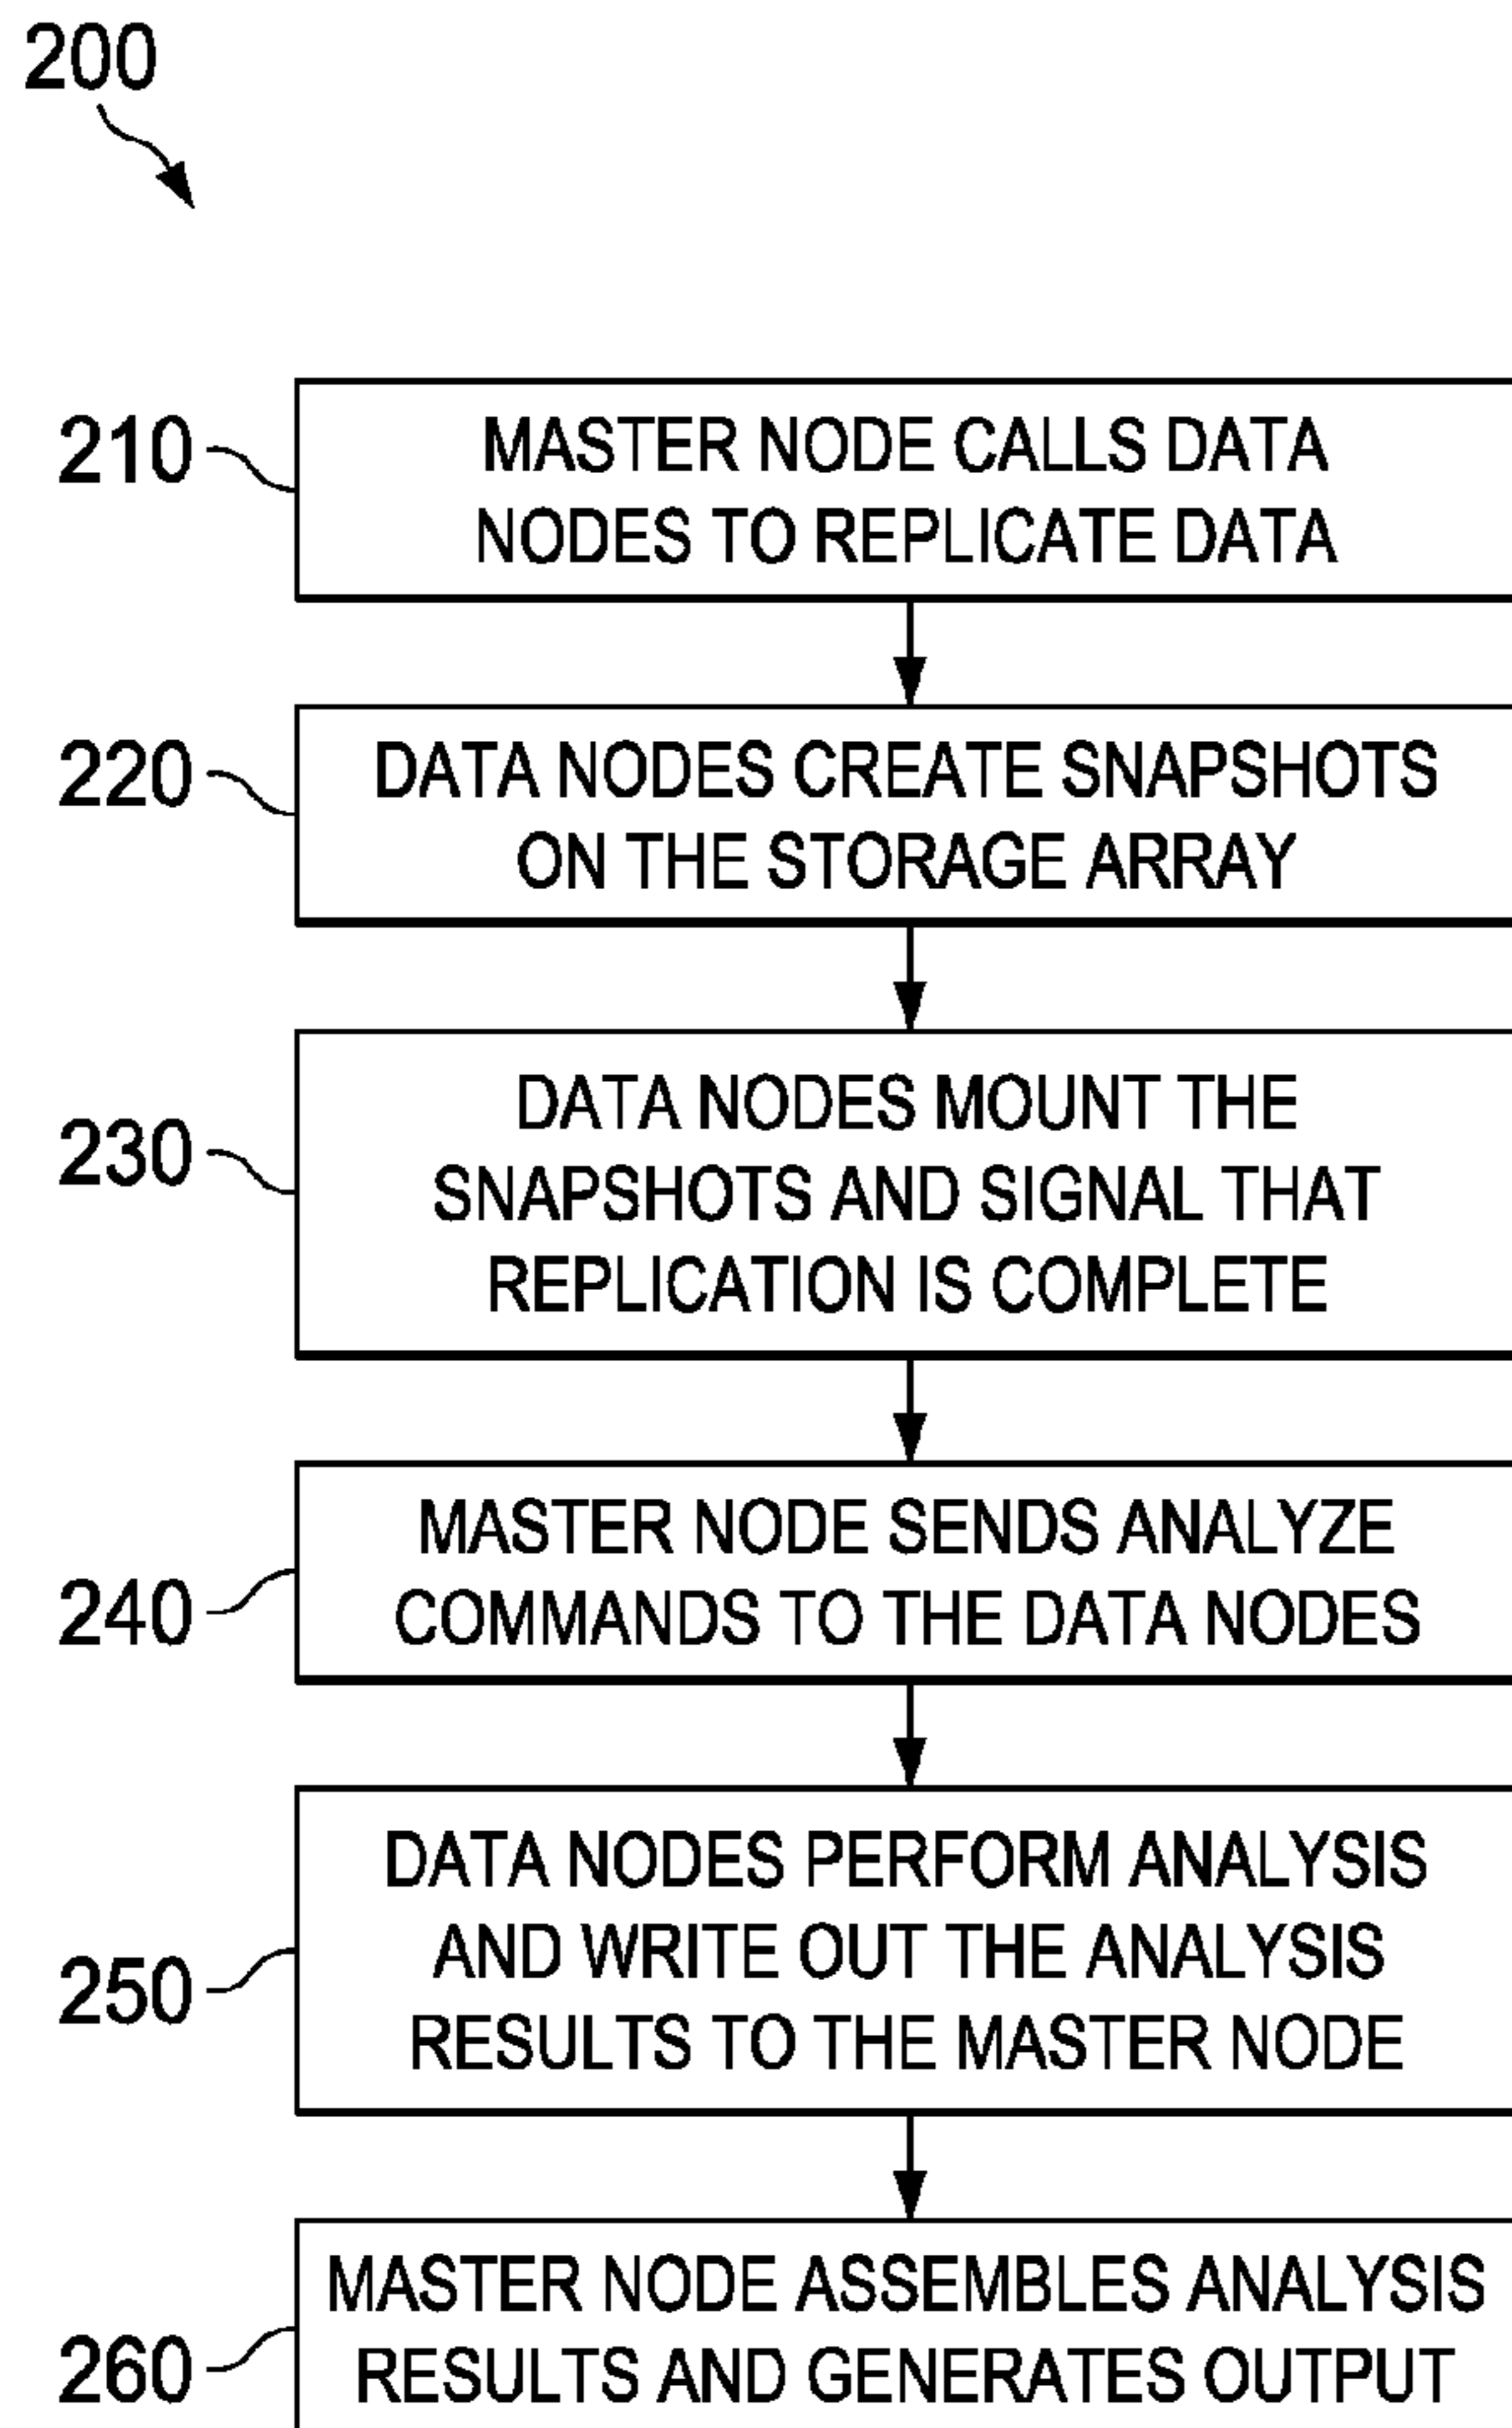 200
210
MASTER NODE CALLS DATA
NODES TO REPLICATE DATA
220
DATA NODES CREATE SNAPSHOTS
ON THE STORAGE ARRAY
230
DATA NODES MOUNT THE
SNAPSHOTS AND SIGNAL THAT
REPLICATION IS COMPLETE
240
MASTER NODE SENDS ANALYZE
COMMANDS TO THE DATA NODES
250
DATA NODES PERFORM ANALYSIS
AND WRITE OUT THE ANALYSIS
RESULTS TO THE MASTER NODE
260
MASTER NODE ASSEMBLES ANALYSIS
RESULTS AND GENERATES OUTPUT